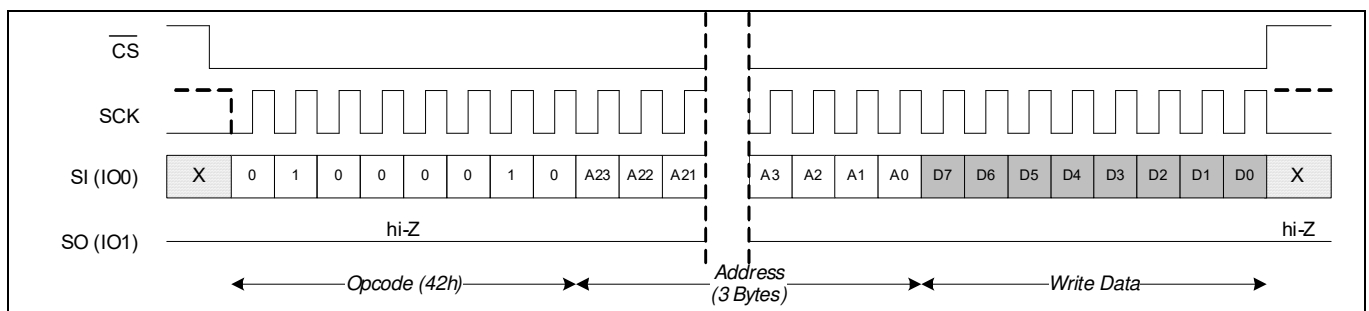 CS
SCK
SI (IO0) X 0 1 0 0 0 0 1 0 A23 A22 A21 A3 A2 A1 A0 D7 D6 D5 D4 D3 D2 D1 D0 X
hi-Z hi-Z
SO (IO1)
Opcode (42h) Address Write Data
(3 Bytes)